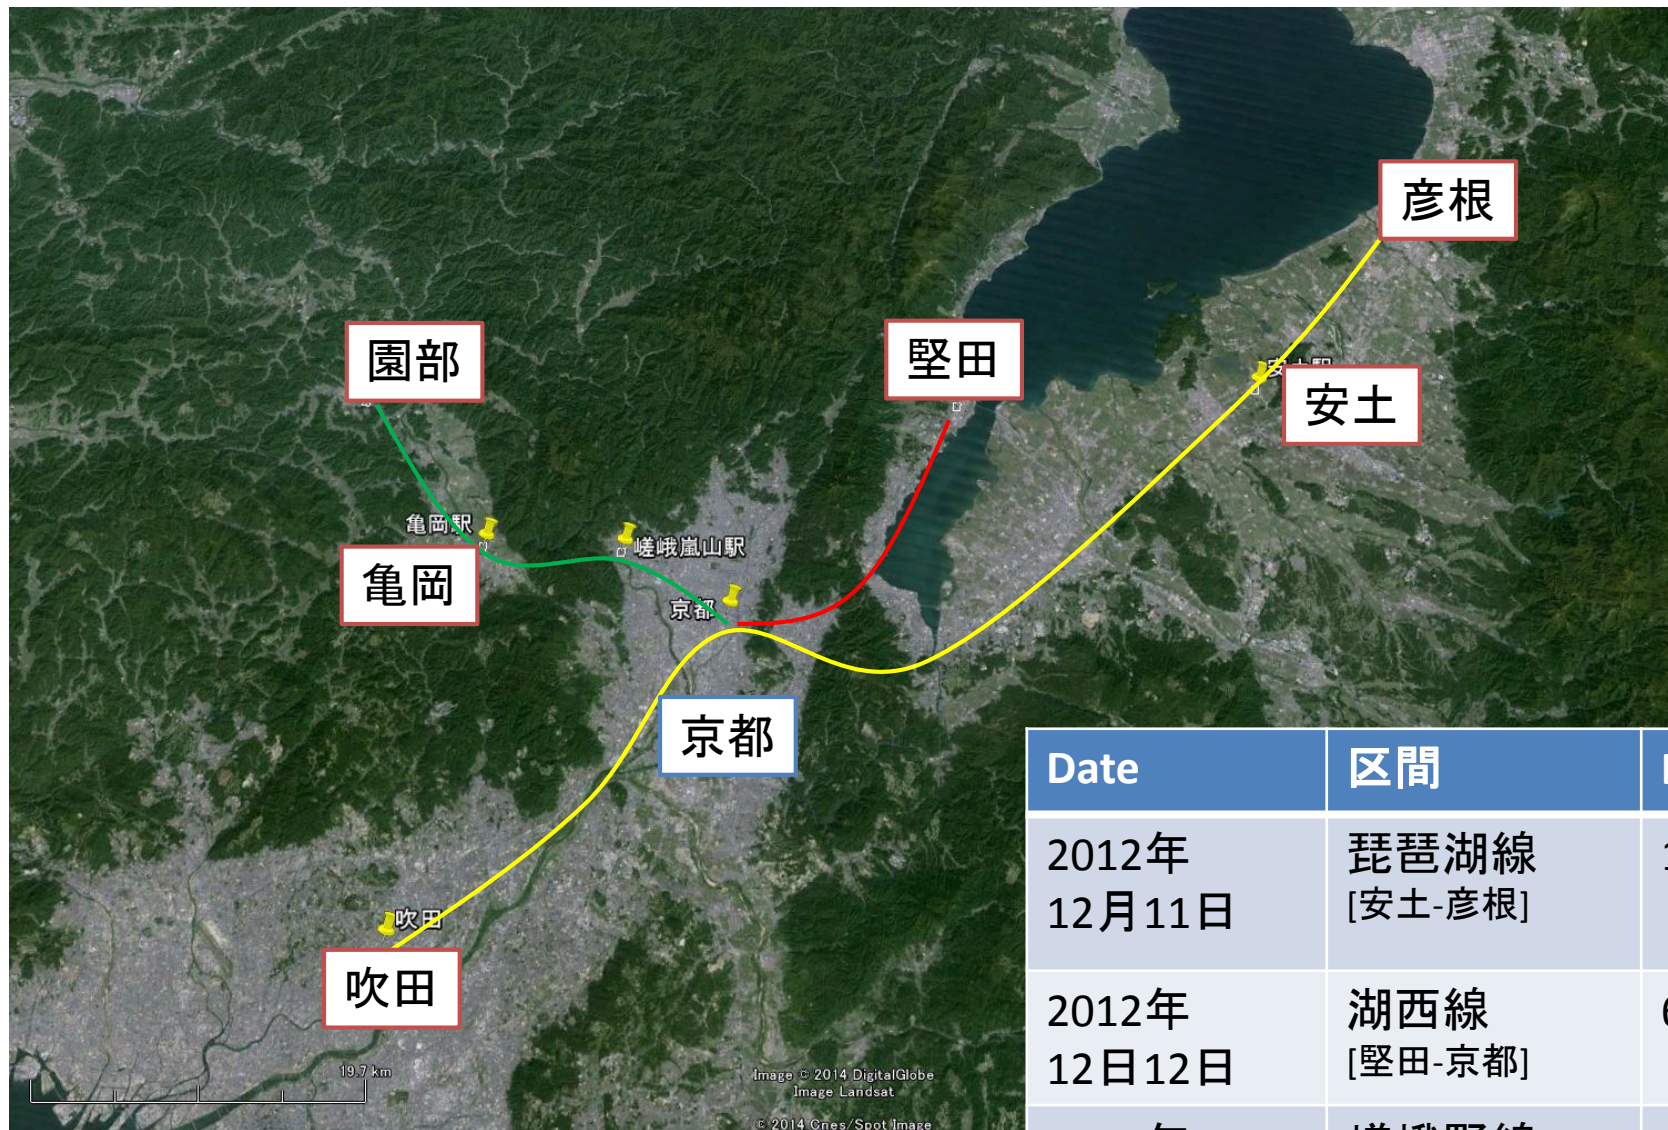 彦根
園部
堅田
安土
亀岡駅
嵯峨嵐山駅
亀岡
京都
京都
吹田
吹田
19.7 km
Image © 2014 DigitalGlobe
Image Landsat
© 2014 Cnes/Spot Image
Date
区間
2012年
12月11日
琵琶湖線
[安土-彦根]
2012年
12日12日
湖西線
[堅田-京都]